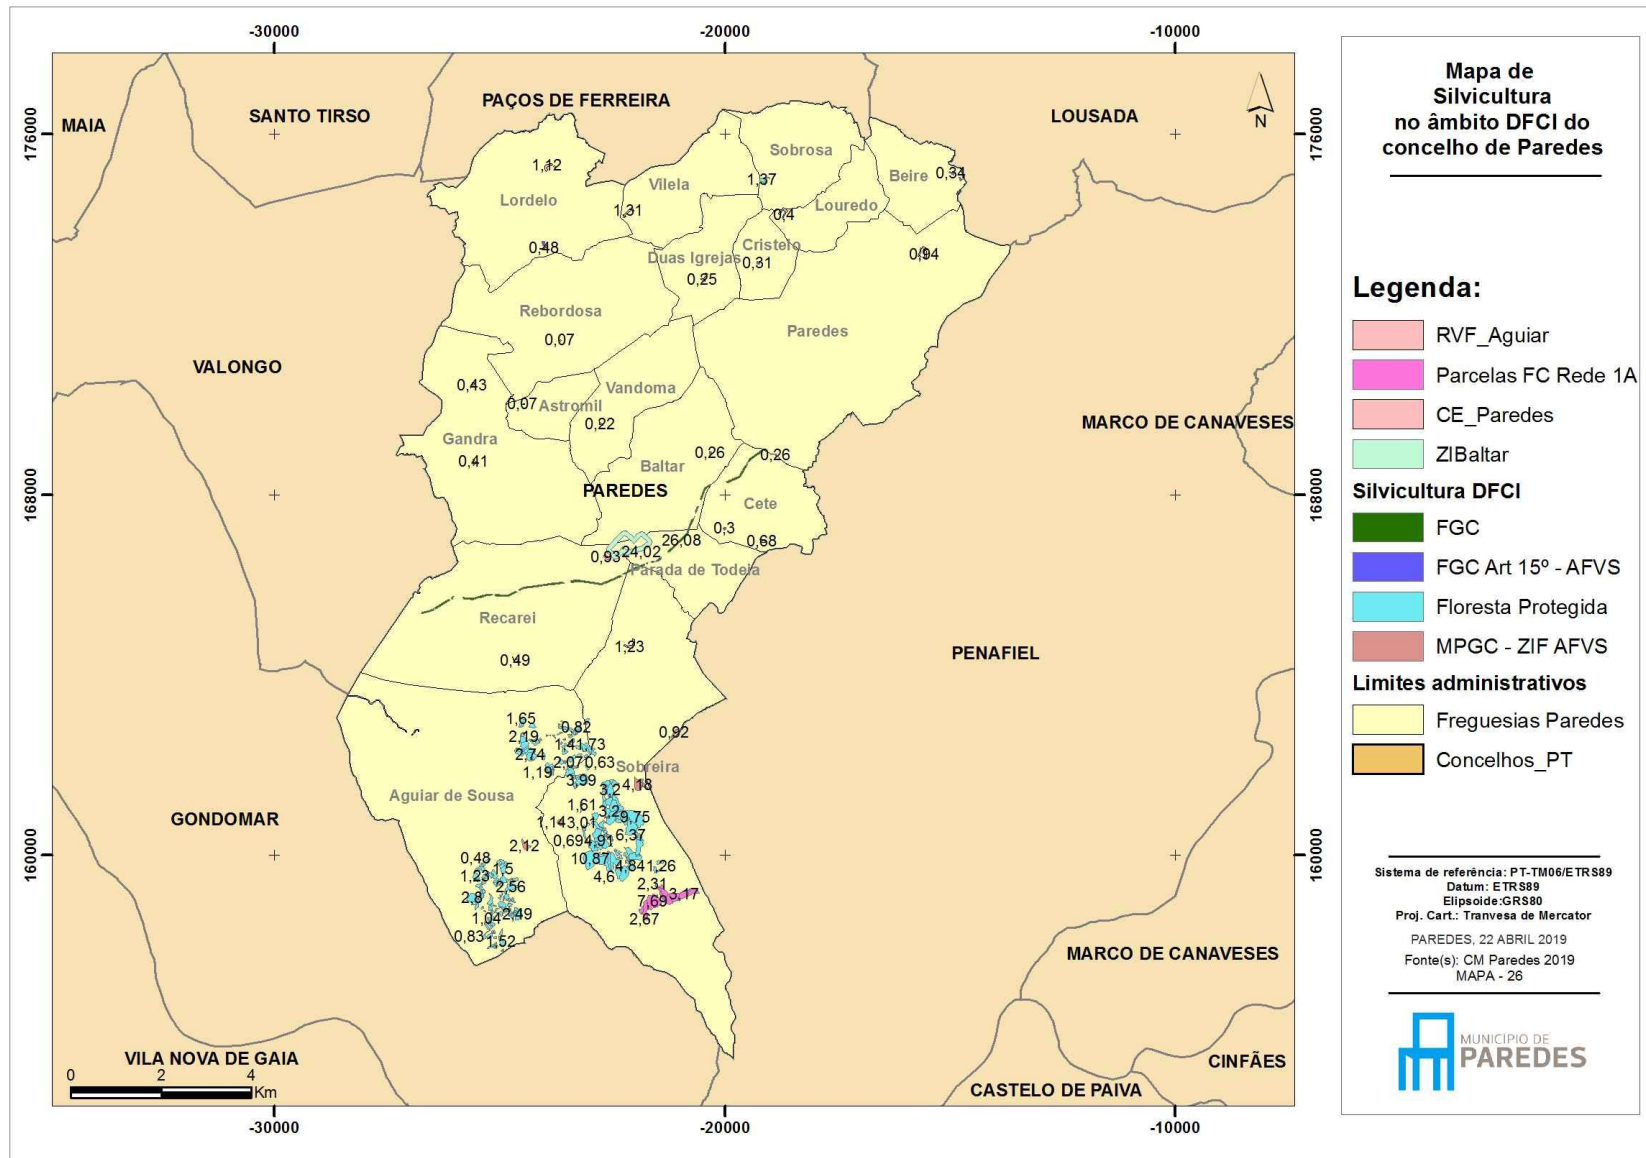 -30000
-20000
-10000
176000
176000
168000
168000
160000
160000
MAIA
SANTO TIRSO
PAÇOS DE FERREIRA
LOUSADA
N
Sobrosa
1,12
Vilela
1,37
Beire
0,34
Lordelo
1,31
Louredo
0,4
0,48
Duas Igrejas
Cristelo
0,31
0,94
0,25
Rebordosa
0,07
Paredes
VALONGO
0,43
Vandoma
0,07
Astromil
0,22
MARCO DE CANAVESES
Gandra
0,41
Baltar
0,26
0,26
PAREDES
Cete
0,3
0,68
26,08
24,02
0,93
Parada de Todeia
Recarei
1,23
0,49
PENAFIEL
1,65
0,82
0,92
2,19
1,41
1,73
2,74
2,07
0,63
1,19
3,99
Sobreira
4,18
3,2
Aguiar de Sousa
1,61
3,2
9,75
GONDOMAR
1,14
3,01
6,37
2,12
0,69
4,91
0,48
1,5
10,87
4,84
1,26
1,23
2,56
4,6
2,31
2,8
7,69
3,17
1,04
2,49
2,67
0,83
1,52
MARCO DE CANAVESES
VILA NOVA DE GAIA
CINFÃES
CASTELO DE PAIVA
0
2
4
Km
-30000
-20000
-10000
Mapa de
Silvicultura
no âmbito DFCI do
concelho de Paredes
Legenda:
RVF_Aguiar
Parcelas FC Rede 1A
CE_Paredes
ZIBaltar
Silvicultura DFCI
FGC
FGC Art 15º - AFVS
Floresta Protegida
MPGC - ZIF AFVS
Limites administrativos
Freguesias Paredes
Concelhos_PT
Sistema de referência: PT-TM06/ETRS89
Datum: ETRS89
Elipsoide:GRS80
Proj. Cart.: Tranvesa de Mercator
PAREDES, 22 ABRIL 2019
Fonte(s): CM Paredes 2019
MAPA - 26
MUNICÍPIO DE
PAREDES